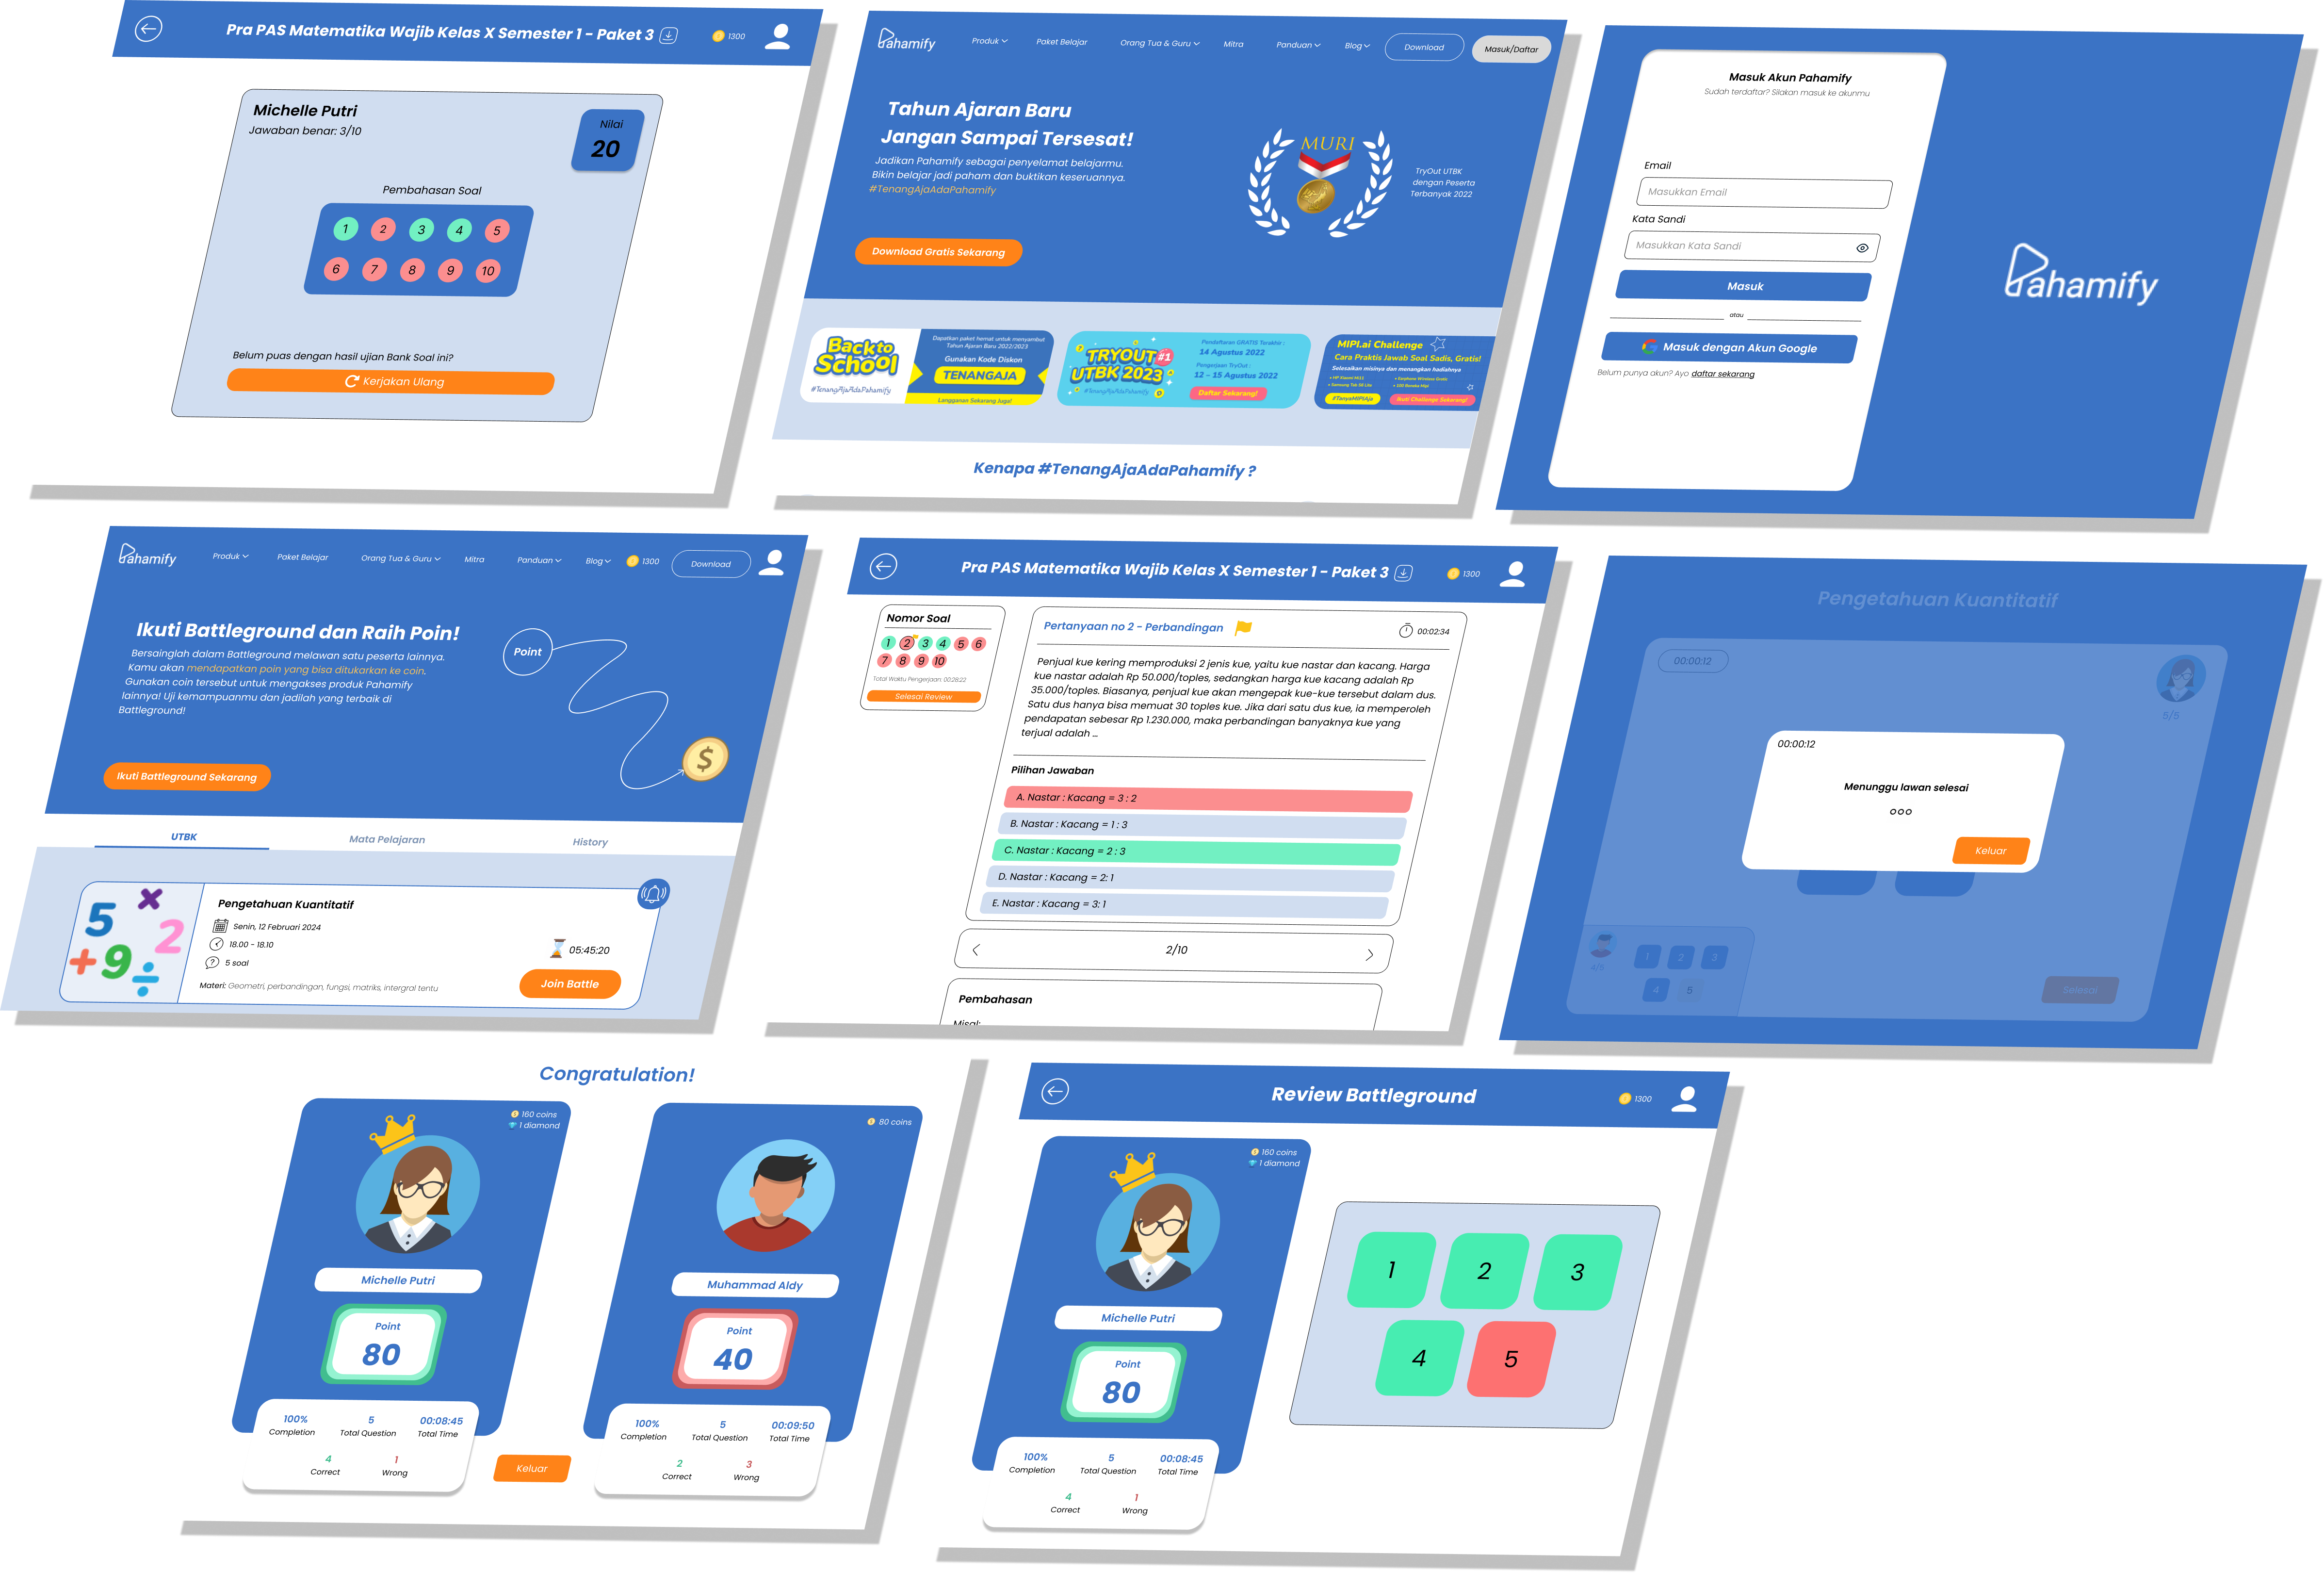 Pra PAS Matematika Wajib Kelas X Semester 1 - Paket 3
1300
Michelle Putri
Jawaban benar: 3/10
Nilai
20
Pembahasan Soal
1 2 3 4 5
6 7 8 9 10
Belum puas dengan hasil ujian Bank Soal ini?
Kerjakan Ulang
Pahamify
Produk
Paket Belajar
Orang Tua & Guru
Mitra
Panduan
Blog
Download
Masuk/Daftar
Tahun Ajaran Baru
Jangan Sampai Tersesat!
Jadikan Pahamify sebagai penyelamat belajarmu.
Bikin belajar jadi paham dan buktikan keseruannya.
#TenangAjaAdaPahamify
Download Gratis Sekarang
MURI
TryOut UTBK
dengan Peserta
Terbanyak 2022
Back to
School
#TenangAjaAdaPahamify
Dapatkan paket hemat untuk menyambut
Tahun Ajaran Baru 2022/2023
Gunakan Kode Diskon
TENANGAJA
Langganan Sekarang Juga!
TRYOUT #1
UTBK 2023
#TenangAjaAdaPahamify
Pendaftaran GRATIS Terakhir :
14 Agustus 2022
Pengerjaan TryOut :
12 - 15 Agustus 2022
Daftar Sekarang!
MIPI.ai Challenge
Cara Praktis Jawab Soal Sadis, Gratis!
Selesaikan misinya dan menangkan hadiahnya
• HP Xiaomi Mi11
• Earphone Wireless Gratis
• Samsung Tab S6 Lite
• 100 Boneka Mipi
#TanyaMIPIAja
Ikuti Challenge Sekarang!
Kenapa #TenangAjaAdaPahamify ?
Masuk Akun Pahamify
Sudah terdaftar? Silakan masuk ke akunmu
Email
Masukkan Email
Kata Sandi
Masukkan Kata Sandi
Masuk
atau
Masuk dengan Akun Google
Belum punya akun? Ayo daftar sekarang
Pahamify
Pahamify
Produk
Paket Belajar
Orang Tua & Guru
Mitra
Panduan
Blog
1300
Download
Ikuti Battleground dan Raih Poin!
Bersainglah dalam Battleground melawan satu peserta lainnya.
Kamu akan mendapatkan poin yang bisa ditukarkan ke coin.
Gunakan coin tersebut untuk mengakses produk Pahamify
lainnya! Uji kemampuanmu dan jadilah yang terbaik di
Battleground!
Ikuti Battleground Sekarang
Point
$
UTBK
Mata Pelajaran
History
5 × 2 + 9 ÷
Pengetahuan Kuantitatif
Senin, 12 Februari 2024
18.00 - 18.10
5 soal
Materi: Geometri, perbandingan, fungsi, matriks, intergral tentu
05:45:20
Join Battle
Pra PAS Matematika Wajib Kelas X Semester 1 - Paket 3
1300
Nomor Soal
1 2 3 4 5 6
7 8 9 10
Total Waktu Pengerjaan: 00:28:22
Selesai Review
Pertanyaan no 2 - Perbandingan
00:02:34
Penjual kue kering memproduksi 2 jenis kue, yaitu kue nastar dan kacang. Harga
kue nastar adalah Rp 50.000/toples, sedangkan harga kue kacang adalah Rp
35.000/toples. Biasanya, penjual kue akan mengepak kue-kue tersebut dalam dus.
Satu dus hanya bisa memuat 30 toples kue. Jika dari satu dus kue, ia memperoleh
pendapatan sebesar Rp 1.230.000, maka perbandingan banyaknya kue yang
terjual adalah ...
Pilihan Jawaban
A. Nastar : Kacang = 3 : 2
B. Nastar : Kacang = 1 : 3
C. Nastar : Kacang = 2 : 3
D. Nastar : Kacang = 2: 1
E. Nastar : Kacang = 3: 1
2/10
Pembahasan
Misal:
Pengetahuan Kuantitatif
00:00:12
5/5
00:00:12
Menunggu lawan selesai
Keluar
1 2 3
4 5
Selesai
Congratulation!
160 coins
1 diamond
Michelle Putri
Point
80
100%
Completion
5
Total Question
00:08:45
Total Time
4
Correct
1
Wrong
Keluar
80 coins
Muhammad Aldy
Point
40
100%
Completion
5
Total Question
00:09:50
Total Time
2
Correct
3
Wrong
Review Battleground
1300
160 coins
1 diamond
Michelle Putri
Point
80
100%
Completion
5
Total Question
00:08:45
Total Time
4
Correct
1
Wrong
1 2 3
4 5